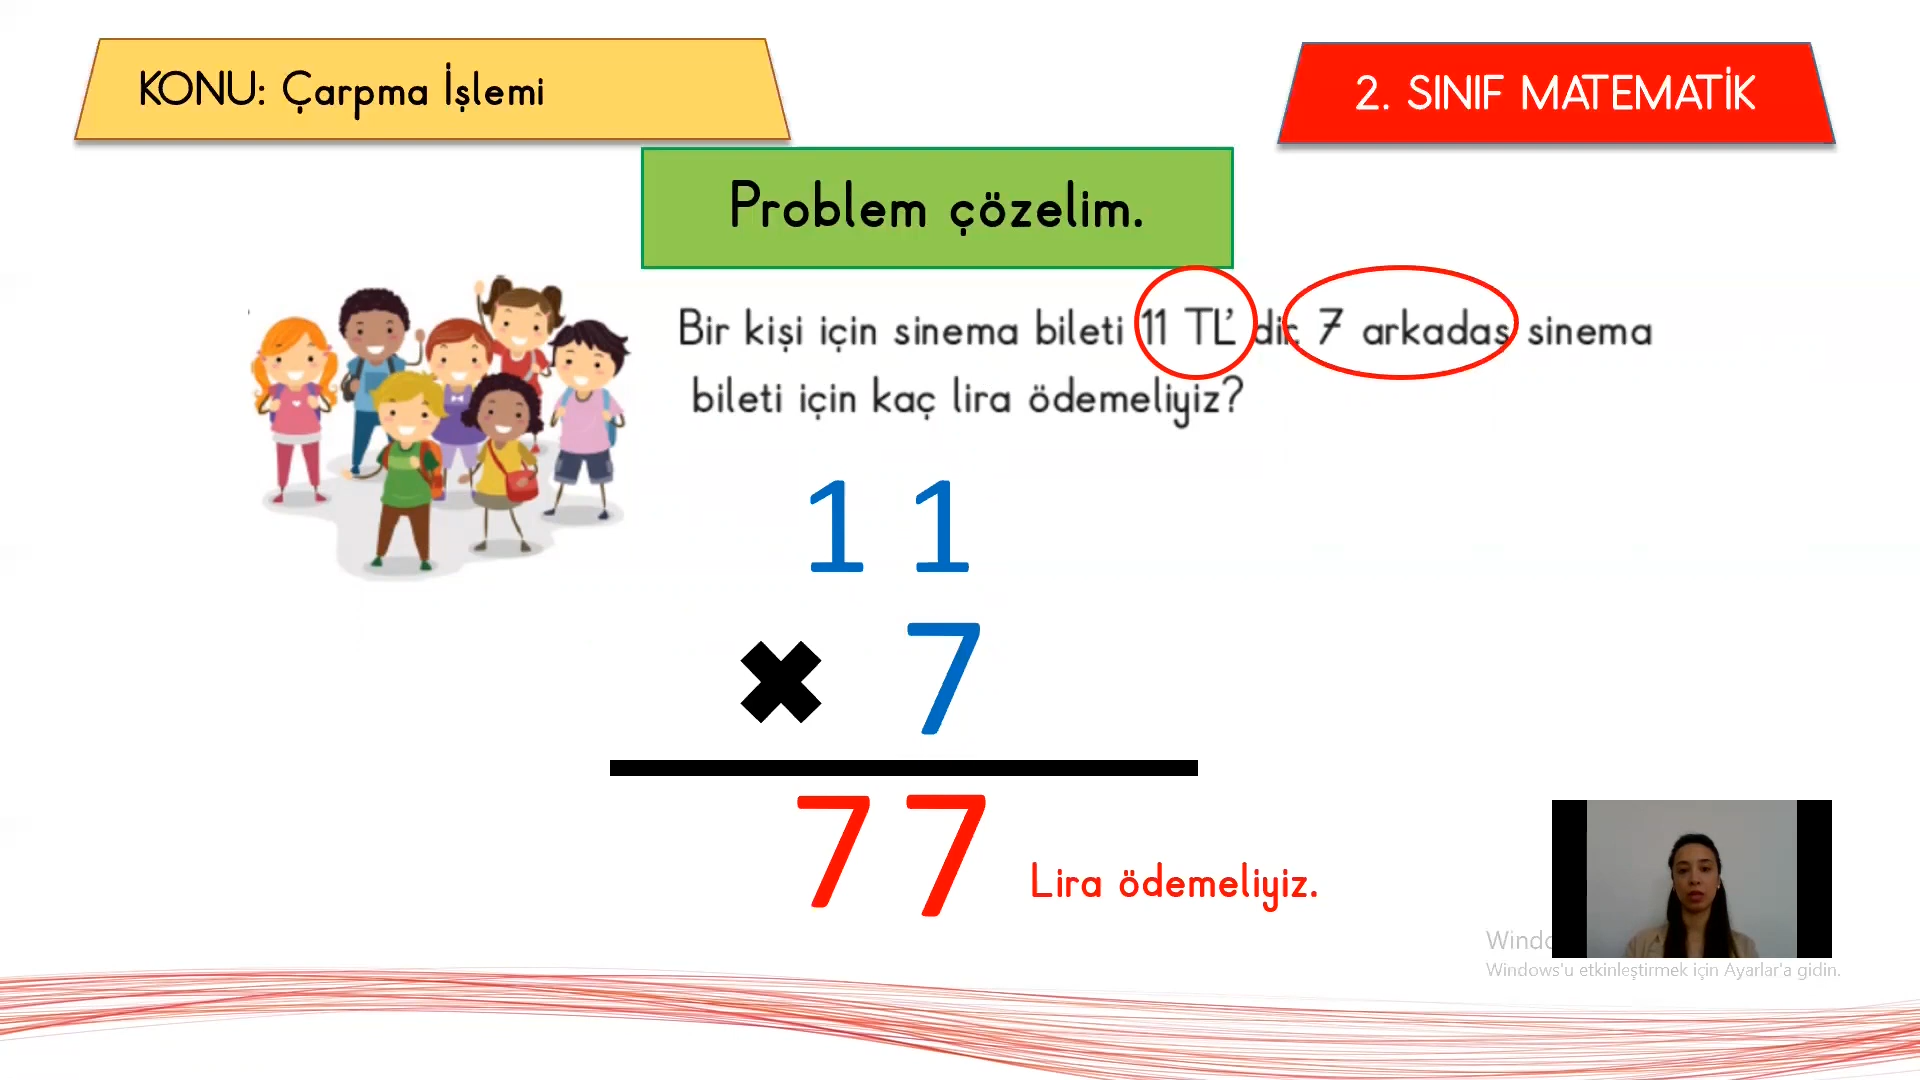 KONU: Çarpma İşlemi
2. SINIF MATEMATİK
Problem çözelim.
Bir kişi için sinema bileti 11 TL' dir. 7 arkadaş sinema
bileti için kaç lira ödemeliyiz?
11
✖ 7
77 Lira ödemeliyiz.
Windows'u etkinleştirmek için Ayarlar'a gidin.